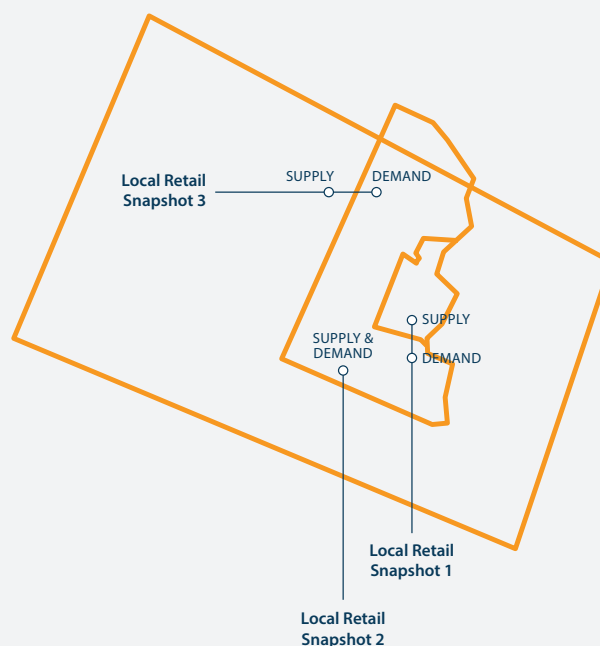 SUPPLY
DEMAND
Local Retail
Snapshot 3
SUPPLY
SUPPLY &
DEMAND
DEMAND
Local Retail
Snapshot 1
Local Retail
Snapshot 2